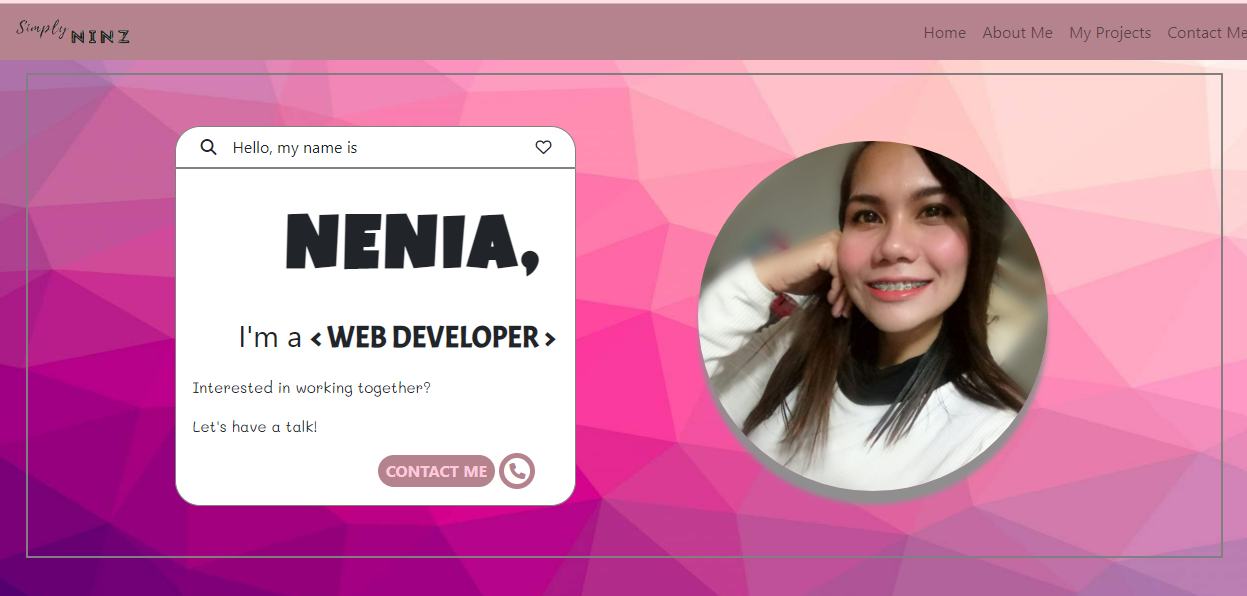 Simply NINZ
Home About Me My Projects Contact Me
Hello, my name is
NENIA,
I'm a < WEB DEVELOPER >
Interested in working together?
Let's have a talk!
CONTACT ME